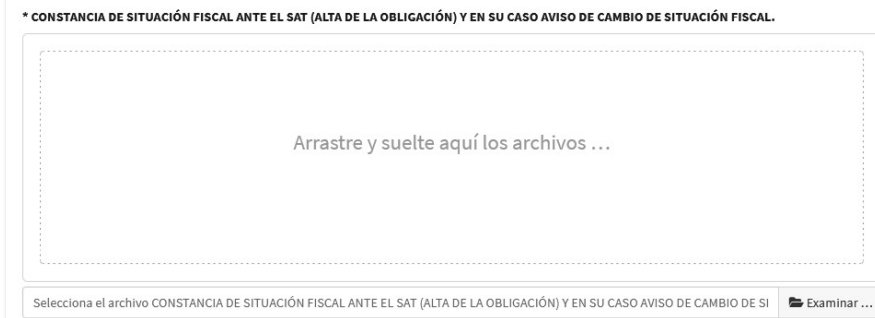 * CONSTANCIA DE SITUACIÓN FISCAL ANTE EL SAT (ALTA DE LA OBLIGACIÓN) Y EN SU CASO AVISO DE CAMBIO DE SITUACIÓN FISCAL.
Arrastre y suelte aquí los archivos …
Selecciona el archivo CONSTANCIA DE SITUACIÓN FISCAL ANTE EL SAT (ALTA DE LA OBLIGACIÓN) Y EN SU CASO AVISO DE CAMBIO DE SI Examinar …